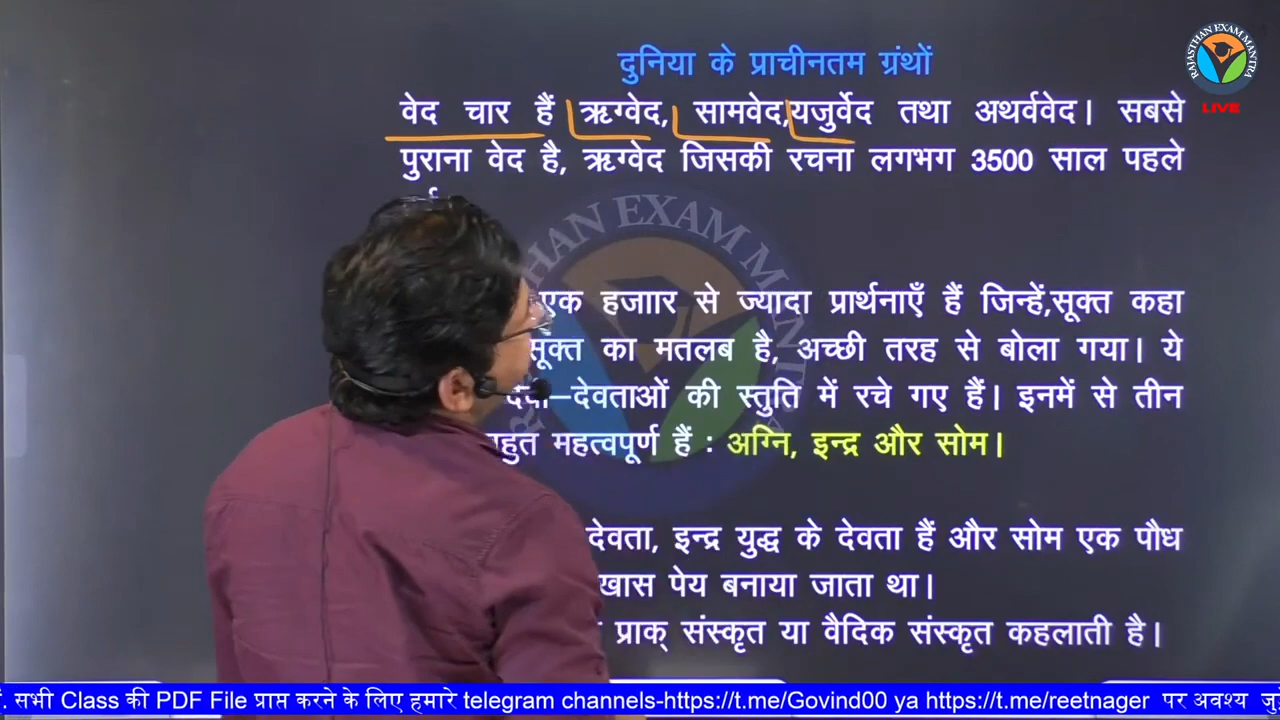 दुनिया के प्राचीनतम ग्रंथों
वेद चार हैं ऋग्वेद, सामवेद,यजुर्वेद तथा अथर्ववेद। सबसे
पुराना वेद है, ऋग्वेद जिसकी रचना लगभग 3500 साल पहले
एक हजाार से ज्यादा प्रार्थनाएँ हैं जिन्हें,सूक्त कहा
सूक्त का मतलब है, अच्छी तरह से बोला गया। ये
देवी–देवताओं की स्तुति में रचे गए हैं। इनमें से तीन
महत्वपूर्ण हैं : अग्नि, इन्द्र और सोम।
देवता, इन्द्र युद्ध के देवता हैं और सोम एक पौध
खास पेय बनाया जाता था।
प्राक् संस्कृत या वैदिक संस्कृत कहलाती है।
RAJASTHAN EXAM MANTRA
LIVE
सभी Class की PDF File प्राप्त करने के लिए हमारे telegram channels-https://t.me/Govind00 ya https://t.me/reetnager पर अवश्य